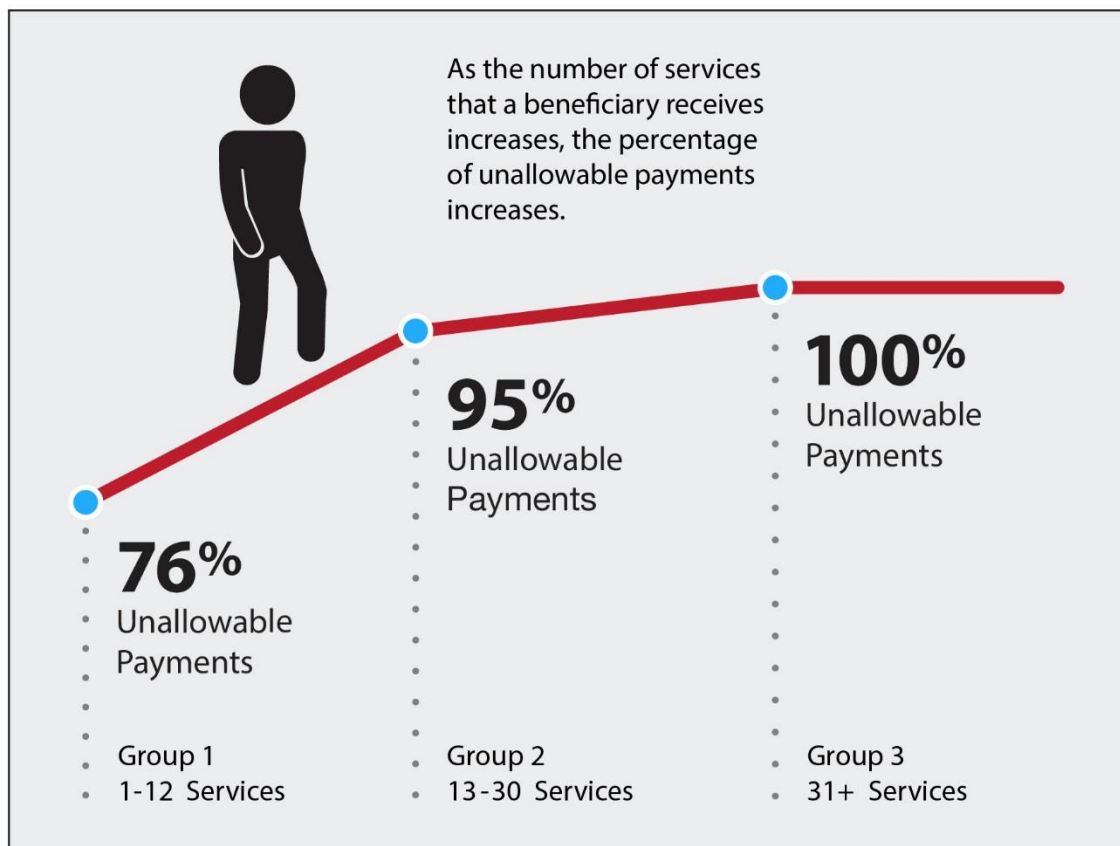 As the number of services
that a beneficiary receives
increases, the percentage
of unallowable payments
increases.
76%
Unallowable
Payments
95%
Unallowable
Payments
100%
Unallowable
Payments
Group 1
1-12 Services
Group 2
13-30 Services
Group 3
31+ Services